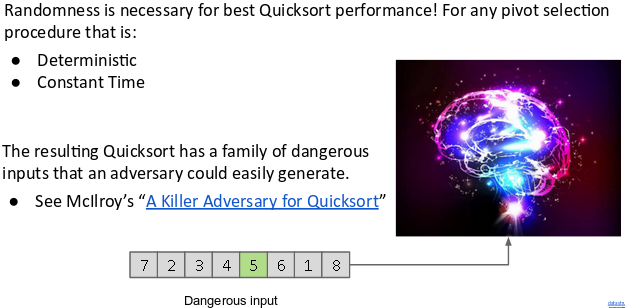 Randomness is necessary for best Quicksort performance! For any pivot selection
procedure that is:
● Deterministic
● Constant Time
The resulting Quicksort has a family of dangerous
inputs that an adversary could easily generate.
● See McIlroy’s “A Killer Adversary for Quicksort”
7 2 3 4 5 6 1 8
Dangerous input